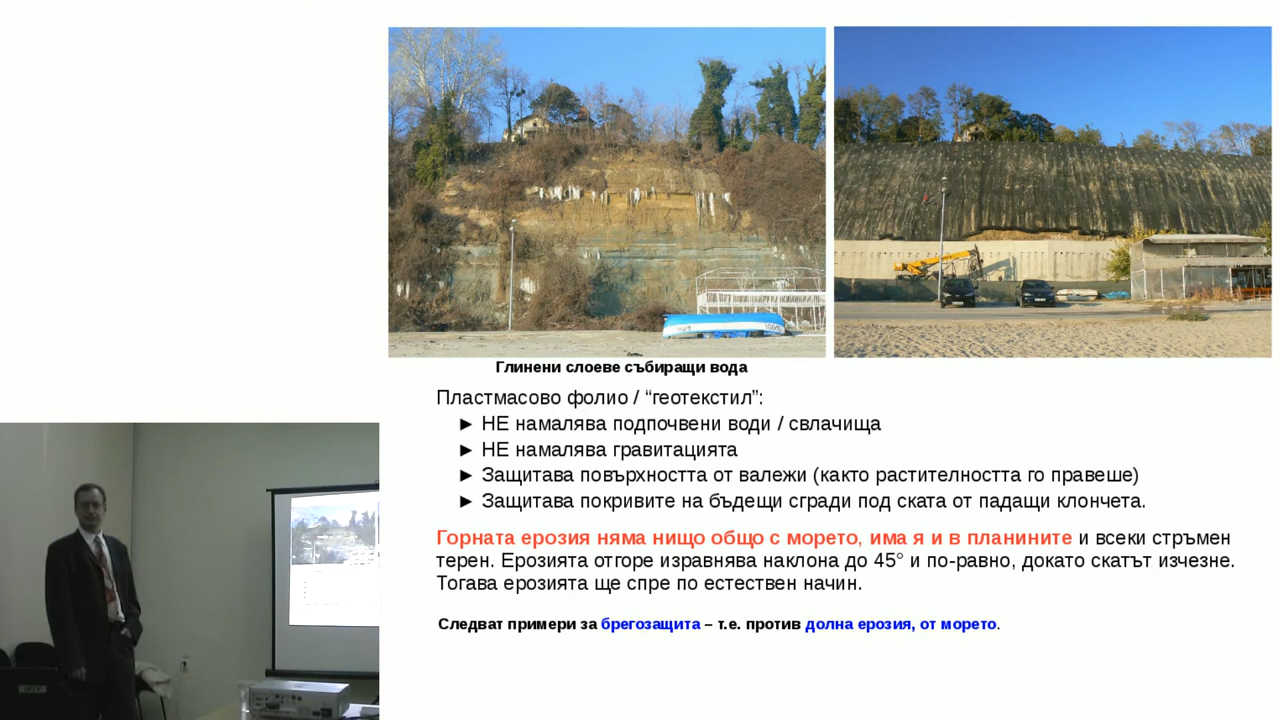 Глинени слоеве събиращи вода
Пластмасово фолио / “геотекстил”:
► НЕ намалява подпочвени води / свлачища
► НЕ намалява гравитацията
► Защитава повърхността от валежи (както растителността го правеше)
► Защитава покривите на бъдещи сгради под ската от падащи клончета.
Горната ерозия няма нищо общо с морето, има я и в планините и всеки стръмен
терен. Ерозията отгоре изравнява наклона до 45° и по-равно, докато скатът изчезне.
Тогава ерозията ще спре по естествен начин.
Следват примери за брегозащита – т.е. против долна ерозия, от морето.